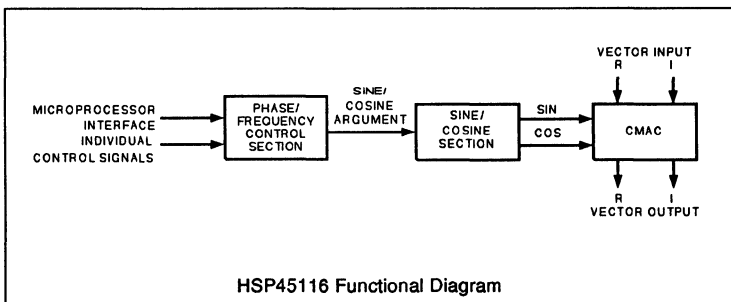 MICROPROCESSOR
INTERFACE
INDIVIDUAL
CONTROL SIGNALS
PHASE/
FREQUENCY
CONTROL
SECTION
SINE/
COSINE
ARGUMENT
SINE/
COSINE
SECTION
SIN
COS
VECTOR INPUT
R I
CMAC
R I
VECTOR OUTPUT
HSP45116 Functional Diagram